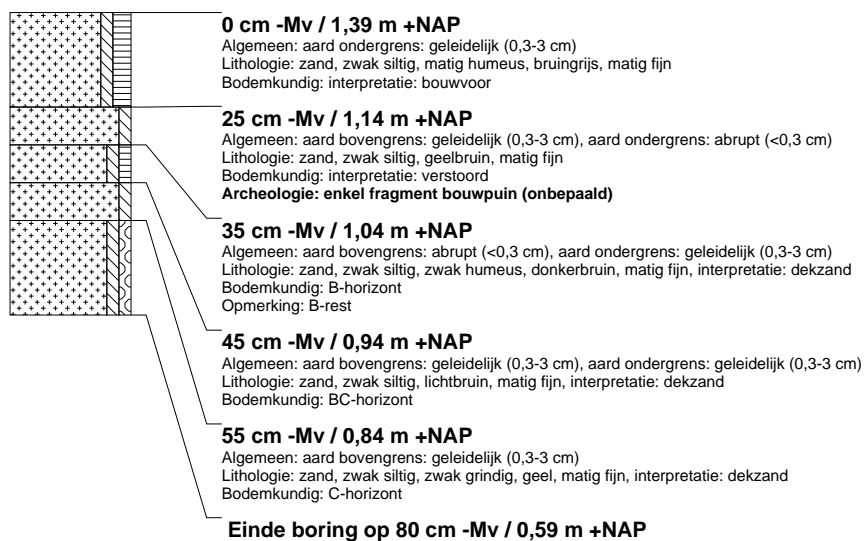 0 cm -Mv / 1,39 m +NAP
Algemeen: aard ondergrens: geleidelijk (0,3-3 cm)
Lithologie: zand, zwak siltig, matig humeus, bruingrijs, matig fijn
Bodemkundig: interpretatie: bouwvoor
25 cm -Mv / 1,14 m +NAP
Algemeen: aard bovengrens: geleidelijk (0,3-3 cm), aard ondergrens: abrupt (<0,3 cm)
Lithologie: zand, zwak siltig, geelbruin, matig fijn
Bodemkundig: interpretatie: verstoord
Archeologie: enkel fragment bouwpuin (onbepaald)
35 cm -Mv / 1,04 m +NAP
Algemeen: aard bovengrens: abrupt (<0,3 cm), aard ondergrens: geleidelijk (0,3-3 cm)
Lithologie: zand, zwak siltig, zwak humeus, donkerbruin, matig fijn, interpretatie: dekzand
Bodemkundig: B-horizont
Opmerking: B-rest
45 cm -Mv / 0,94 m +NAP
Algemeen: aard bovengrens: geleidelijk (0,3-3 cm), aard ondergrens: geleidelijk (0,3-3 cm)
Lithologie: zand, zwak siltig, lichtbruin, matig fijn, interpretatie: dekzand
Bodemkundig: BC-horizont
55 cm -Mv / 0,84 m +NAP
Algemeen: aard bovengrens: geleidelijk (0,3-3 cm)
Lithologie: zand, zwak siltig, zwak grindig, geel, matig fijn, interpretatie: dekzand
Bodemkundig: C-horizont
Einde boring op 80 cm -Mv / 0,59 m +NAP